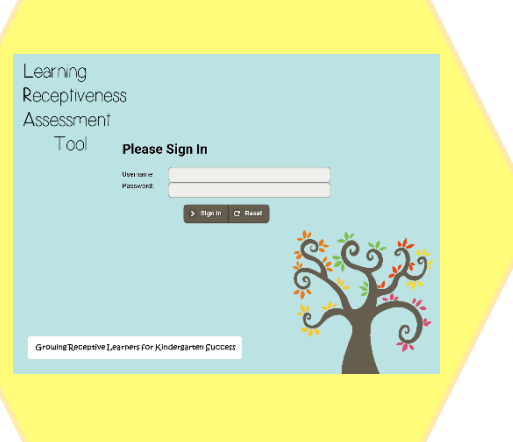 Learning
Receptiveness
Assessment
Tool
Please Sign In
Username:
Password:
Sign In Reset
Growing Receptive Learners for Kindergarten Success